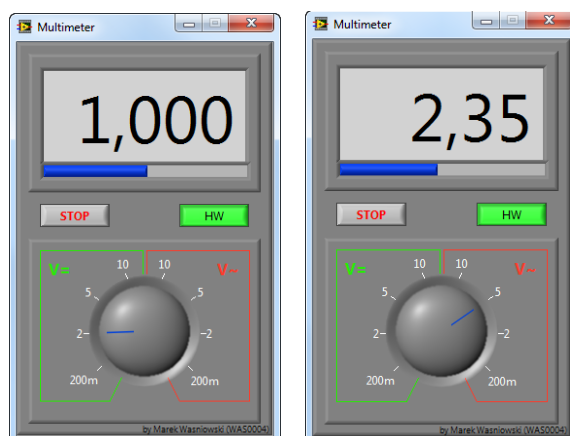 Multimeter
1,000
STOP
HW
V=
10
10
V~
5
5
2
2
200m
200m
by Marek Wasniowski (WAS0004)
Multimeter
2,35
STOP
HW
V=
10
10
V~
5
5
2
2
200m
200m
by Marek Wasniowski (WAS0004)